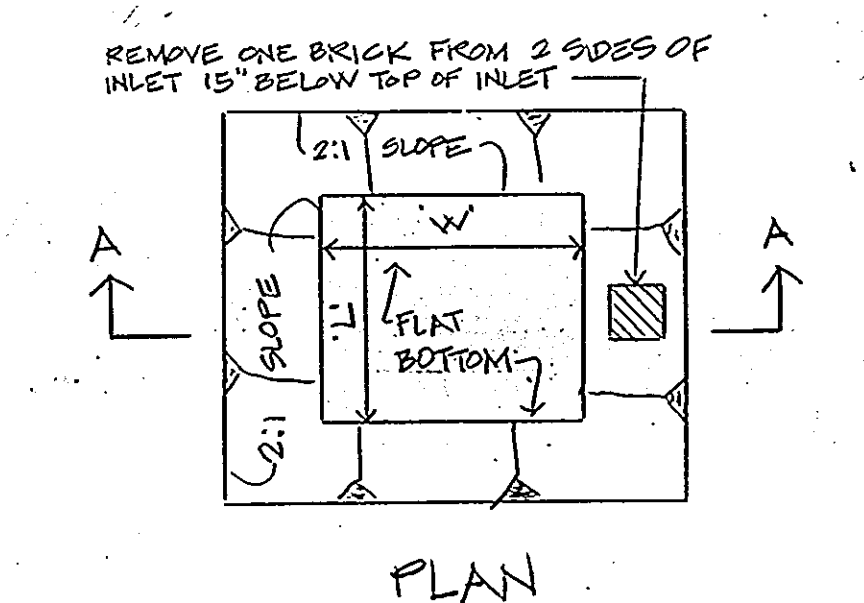 REMOVE ONE BRICK FROM 2 SIDES OF
INLET 15" BELOW TOP OF INLET
2:1 SLOPE
'W'
A
A
SLOPE
'L'
FLAT
BOTTOM
2:1
PLAN